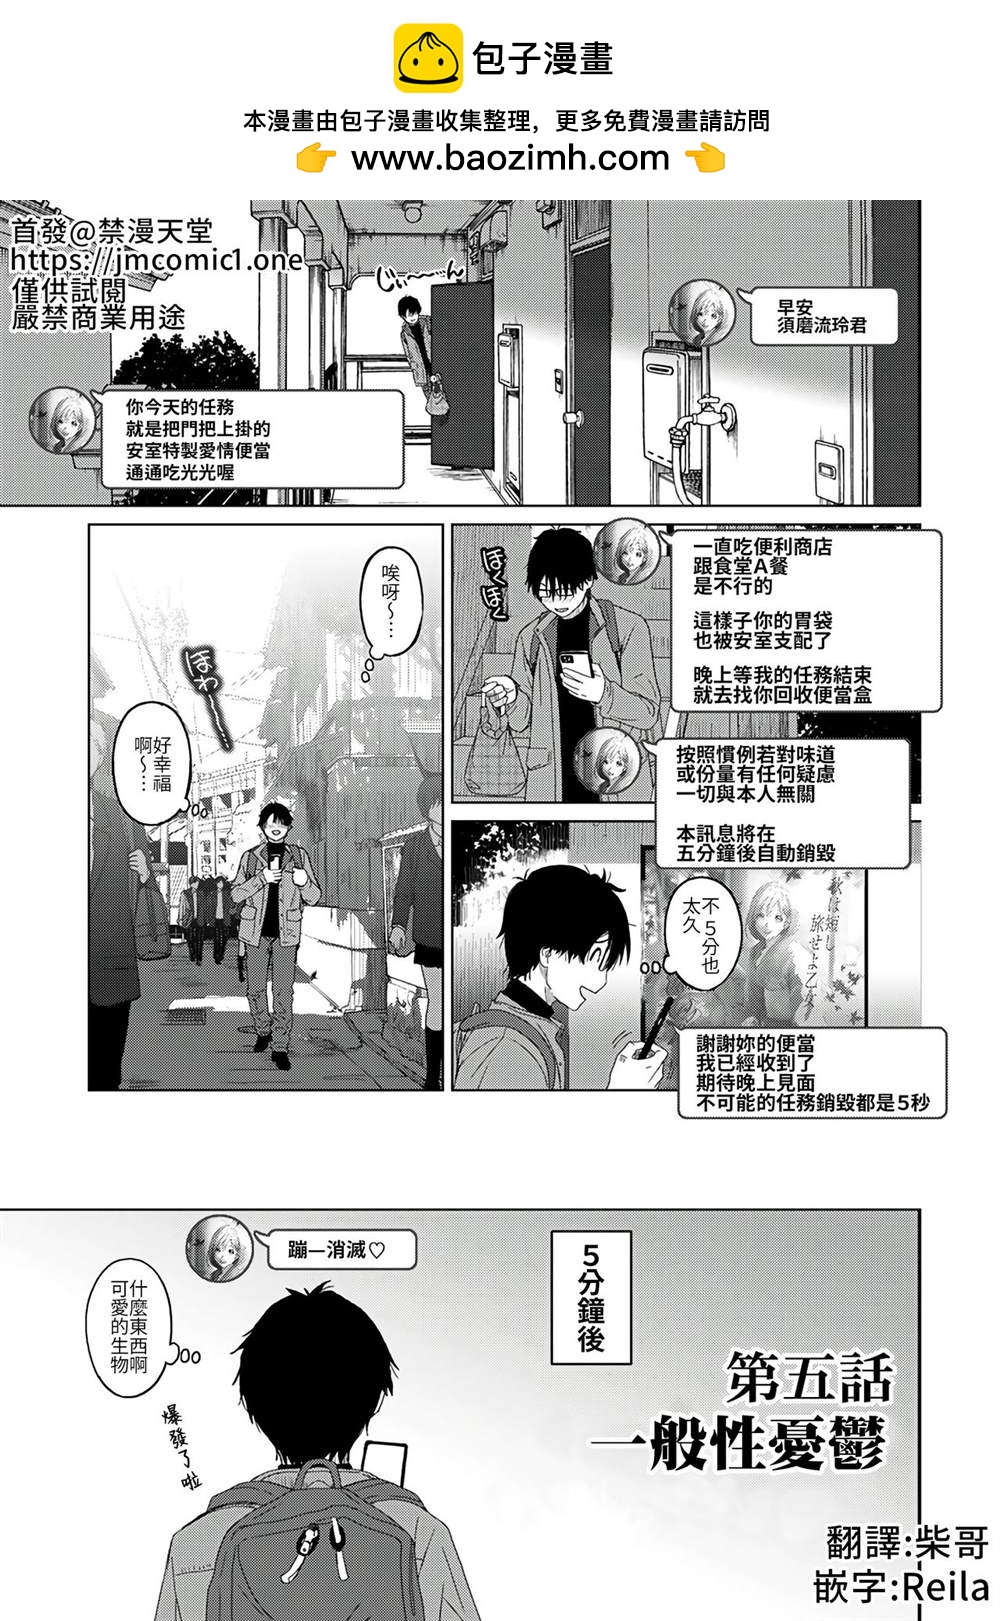 包子漫畫
本漫畫由包子漫畫收集整理，更多免費漫畫請訪問
👉 www.baozimh.com 👈
首發@禁漫天堂
https://jmcomic1.one
僅供試閱
嚴禁商業用途
早安
須磨流玲君
じぃ～～ん
你今天的任務
就是把門把上掛的
安室特製愛情便當
通通吃光光喔
一直吃便利商店
跟食堂A餐
是不行的
這樣子你的胃袋
也被安室支配了
晚上等我的任務結束
就去找你回收便當盒
ほくほく
按照慣例若對味道
或份量有任何疑慮
一切與本人無關
本訊息將在
五分鐘後自動銷毀
唉呀～…
ほわ～
好幸福
啊～…
不5分也
太久
秋は短し
旅せよ乙女
謝謝妳的便當
我已經收到了
期待晚上見面
不可能的任務銷毀都是5秒
5分鐘後
蹦—消滅♡
什麼東西啊
可愛的生物
爆發了啦
第五話
一般性憂鬱
翻譯:柴哥
嵌字:Reila